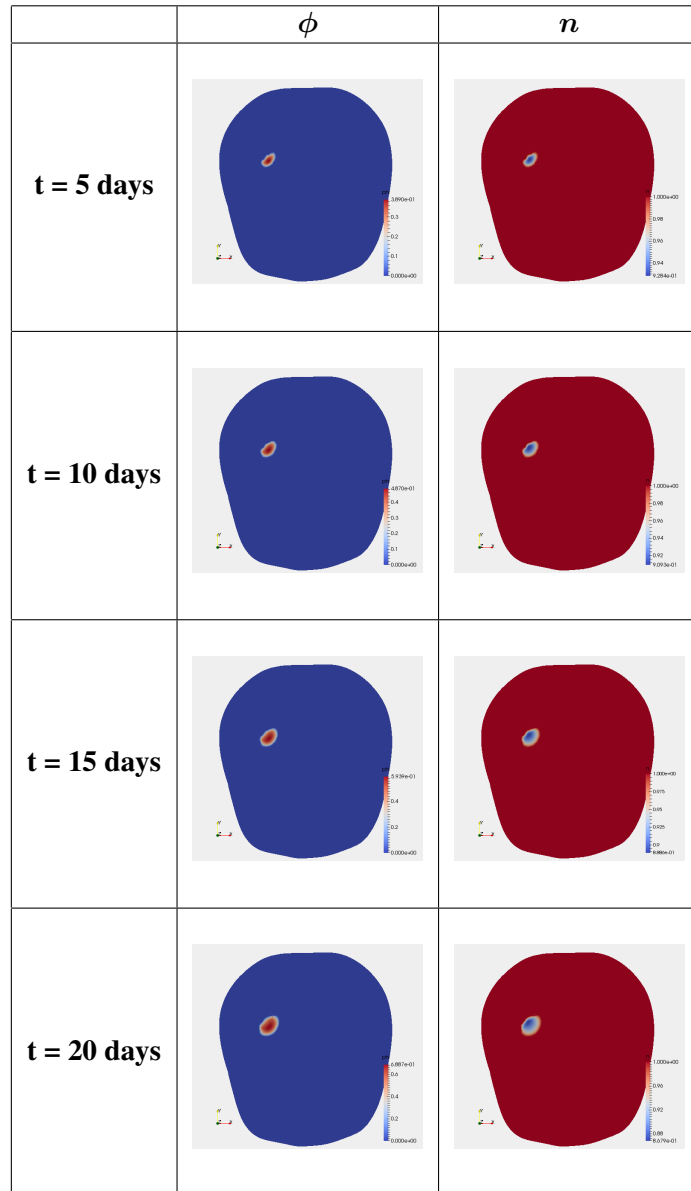 ϕ n
t = 5 days
3.890e-01
0.3
0.2
0.1
0.000e+00
1.000e+00
0.98
0.96
0.94
9.284e-01
t = 10 days
4.870e-01
0.4
0.3
0.2
0.1
0.000e+00
1.000e+00
0.98
0.96
0.94
0.92
9.093e-01
t = 15 days
5.939e-01
0.4
0.2
0.000e+00
1.000e+00
0.975
0.95
0.925
0.9
8.886e-01
t = 20 days
6.887e-01
0.6
0.4
0.2
0.000e+00
1.000e+00
0.96
0.92
0.88
8.679e-01